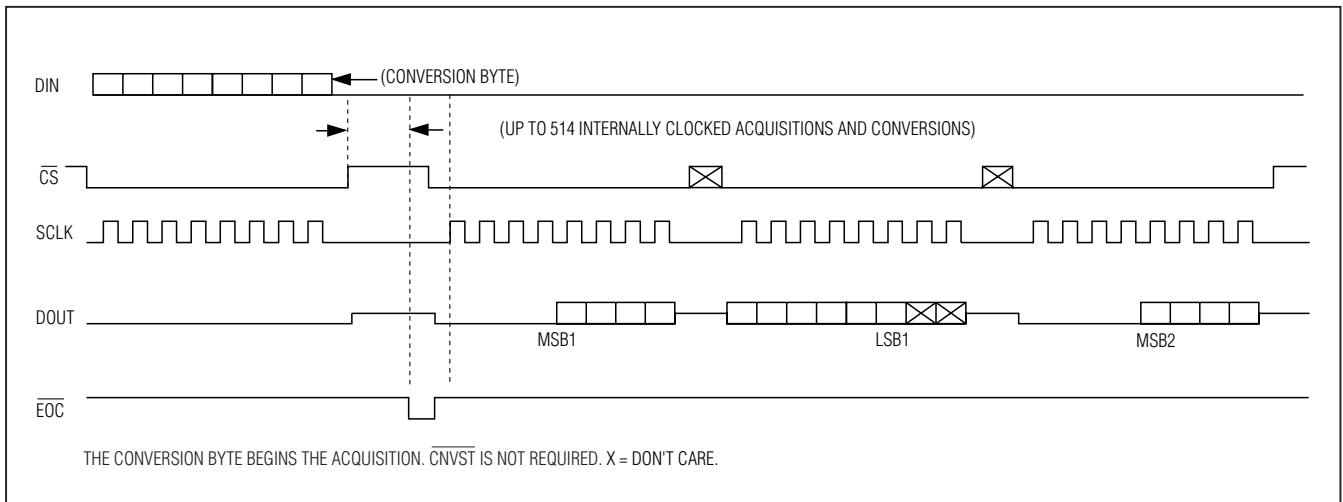 DIN
(CONVERSION BYTE)
(UP TO 514 INTERNALLY CLOCKED ACQUISITIONS AND CONVERSIONS)
CS
SCLK
DOUT
MSB1
LSB1
MSB2
EOC
THE CONVERSION BYTE BEGINS THE ACQUISITION. CNVST IS NOT REQUIRED. X = DON'T CARE.